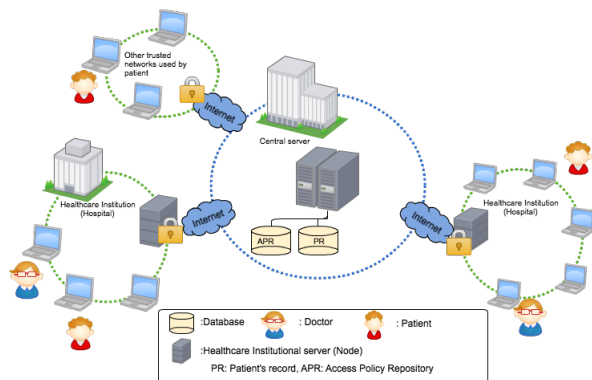 Other trusted
networks used by
patient
Internet
Central server
Healthcare Institution
(Hospital)
Internet
APR
PR
Internet
Healthcare Institution
(Hospital)
:Database
: Doctor
: Patient
:Healthcare Institutional server (Node)
PR: Patient's record, APR: Access Policy Repository